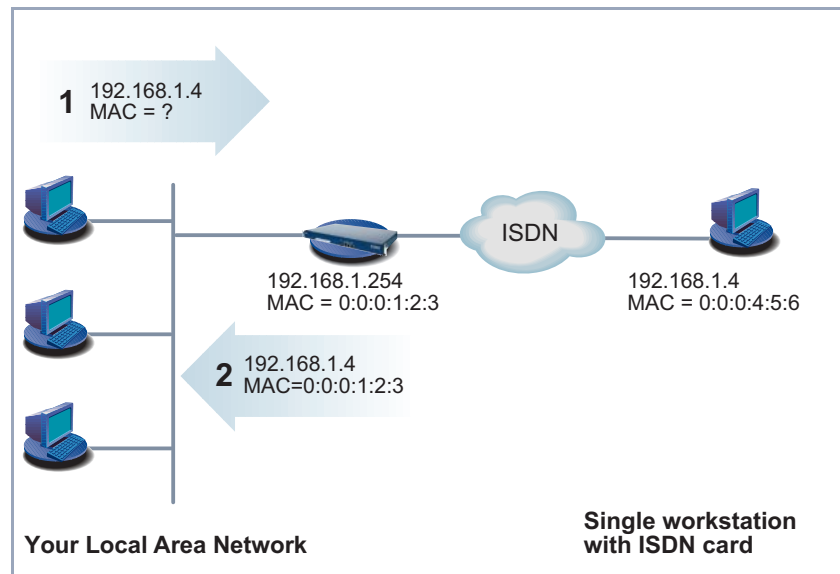 1 192.168.1.4
MAC = ?
ISDN
192.168.1.254
MAC = 0:0:0:1:2:3
192.168.1.4
MAC = 0:0:0:4:5:6
2 192.168.1.4
MAC=0:0:0:1:2:3
Your Local Area Network
Single workstation
with ISDN card